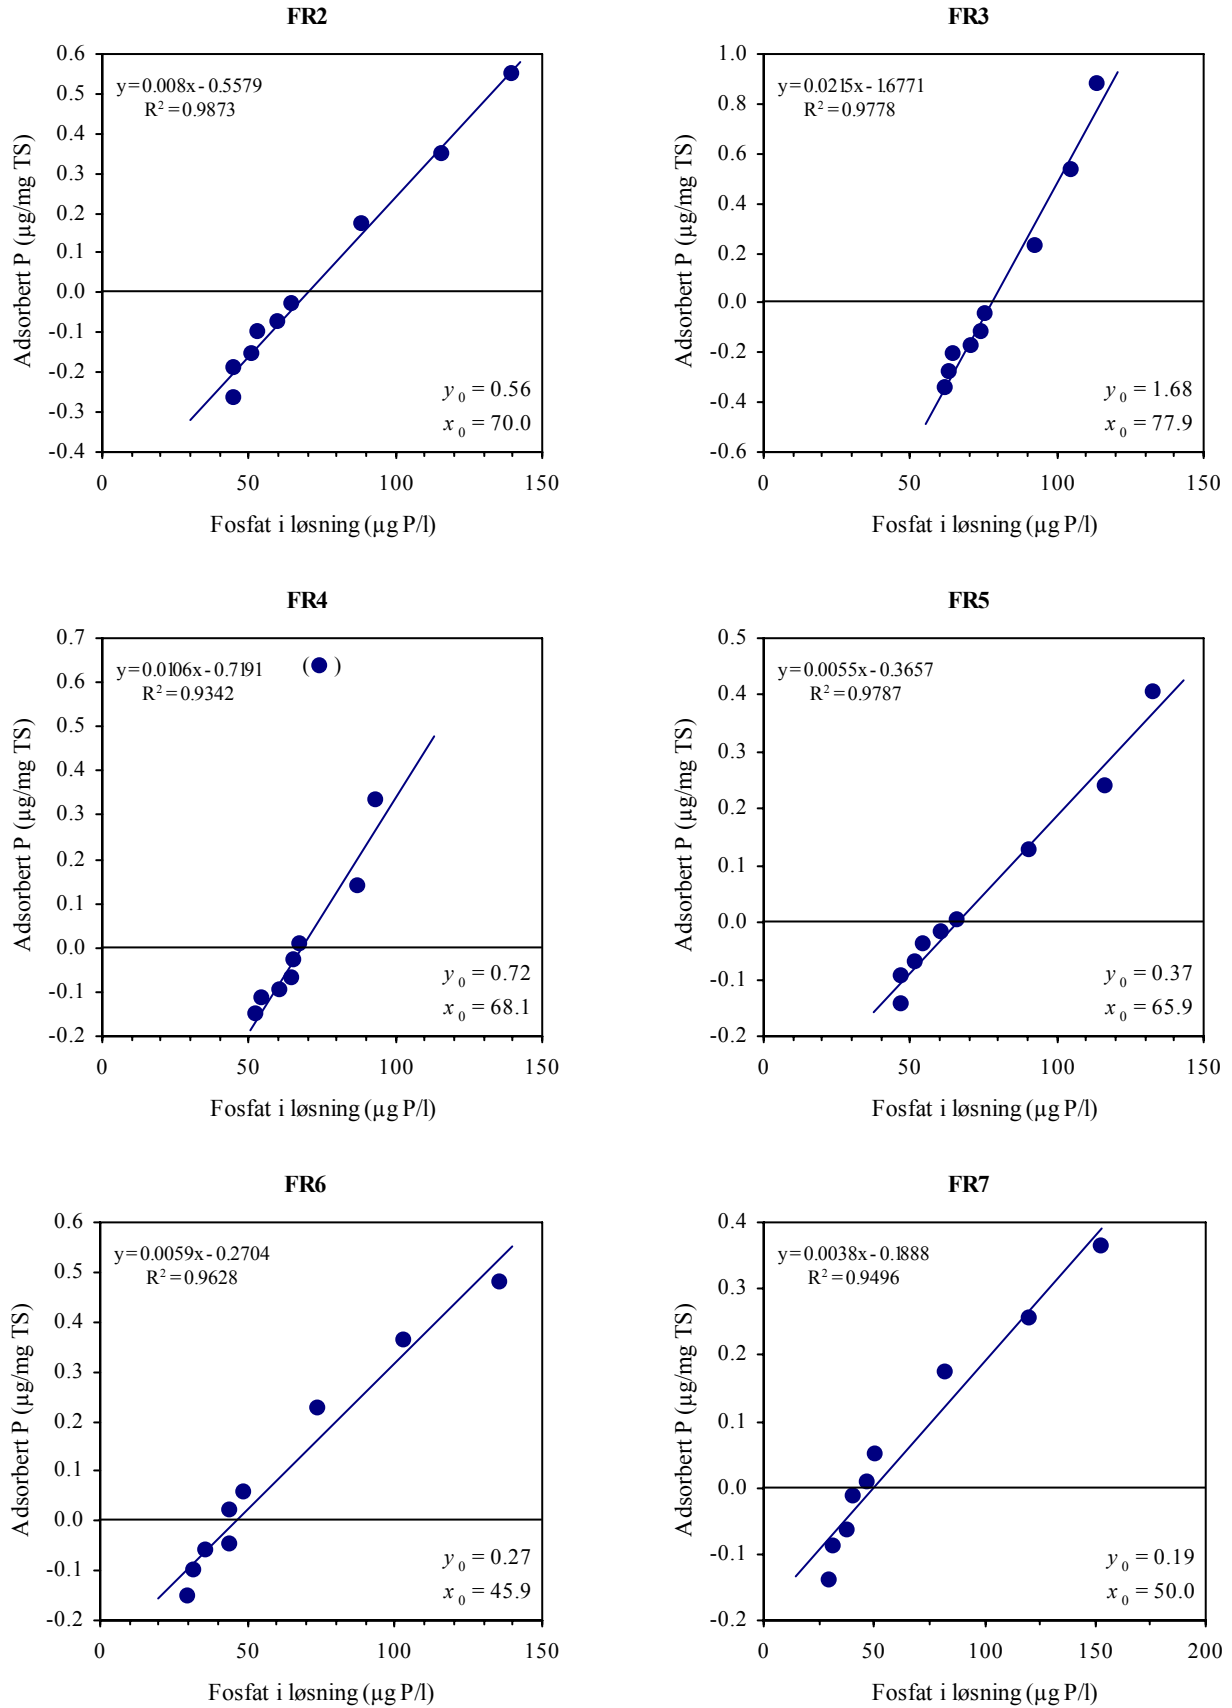 FR2
0.6
0.5
0.4
0.3
0.2
0.1
0.0
-0.1
-0.2
-0.3
-0.4
y = 0.008x - 0.5579
R² = 0.9873
y₀ = 0.56
x₀ = 70.0
0 50 100 150
Adsorbert P (µg/mg TS)
Fosfat i løsning (µg P/l)
FR3
1.0
0.8
0.6
0.4
0.2
0.0
-0.2
-0.4
-0.6
y = 0.0215x - 1.6771
R² = 0.9778
y₀ = 1.68
x₀ = 77.9
0 50 100 150
Adsorbert P (µg/mg TS)
Fosfat i løsning (µg P/l)
FR4
0.7
0.6
0.5
0.4
0.3
0.2
0.1
0.0
-0.1
-0.2
y = 0.0106x - 0.7191
R² = 0.9342
( )
y₀ = 0.72
x₀ = 68.1
0 50 100 150
Adsorbert P (µg/mg TS)
Fosfat i løsning (µg P/l)
FR5
0.5
0.4
0.3
0.2
0.1
0.0
-0.1
-0.2
y = 0.0055x - 0.3657
R² = 0.9787
y₀ = 0.37
x₀ = 65.9
0 50 100 150
Adsorbert P (µg/mg TS)
Fosfat i løsning (µg P/l)
FR6
0.6
0.5
0.4
0.3
0.2
0.1
0.0
-0.1
-0.2
y = 0.0059x - 0.2704
R² = 0.9628
y₀ = 0.27
x₀ = 45.9
0 50 100 150
Adsorbert P (µg/mg TS)
Fosfat i løsning (µg P/l)
FR7
0.4
0.3
0.2
0.1
0.0
-0.1
-0.2
y = 0.0038x - 0.1888
R² = 0.9496
y₀ = 0.19
x₀ = 50.0
0 50 100 150 200
Adsorbert P (µg/mg TS)
Fosfat i løsning (µg P/l)